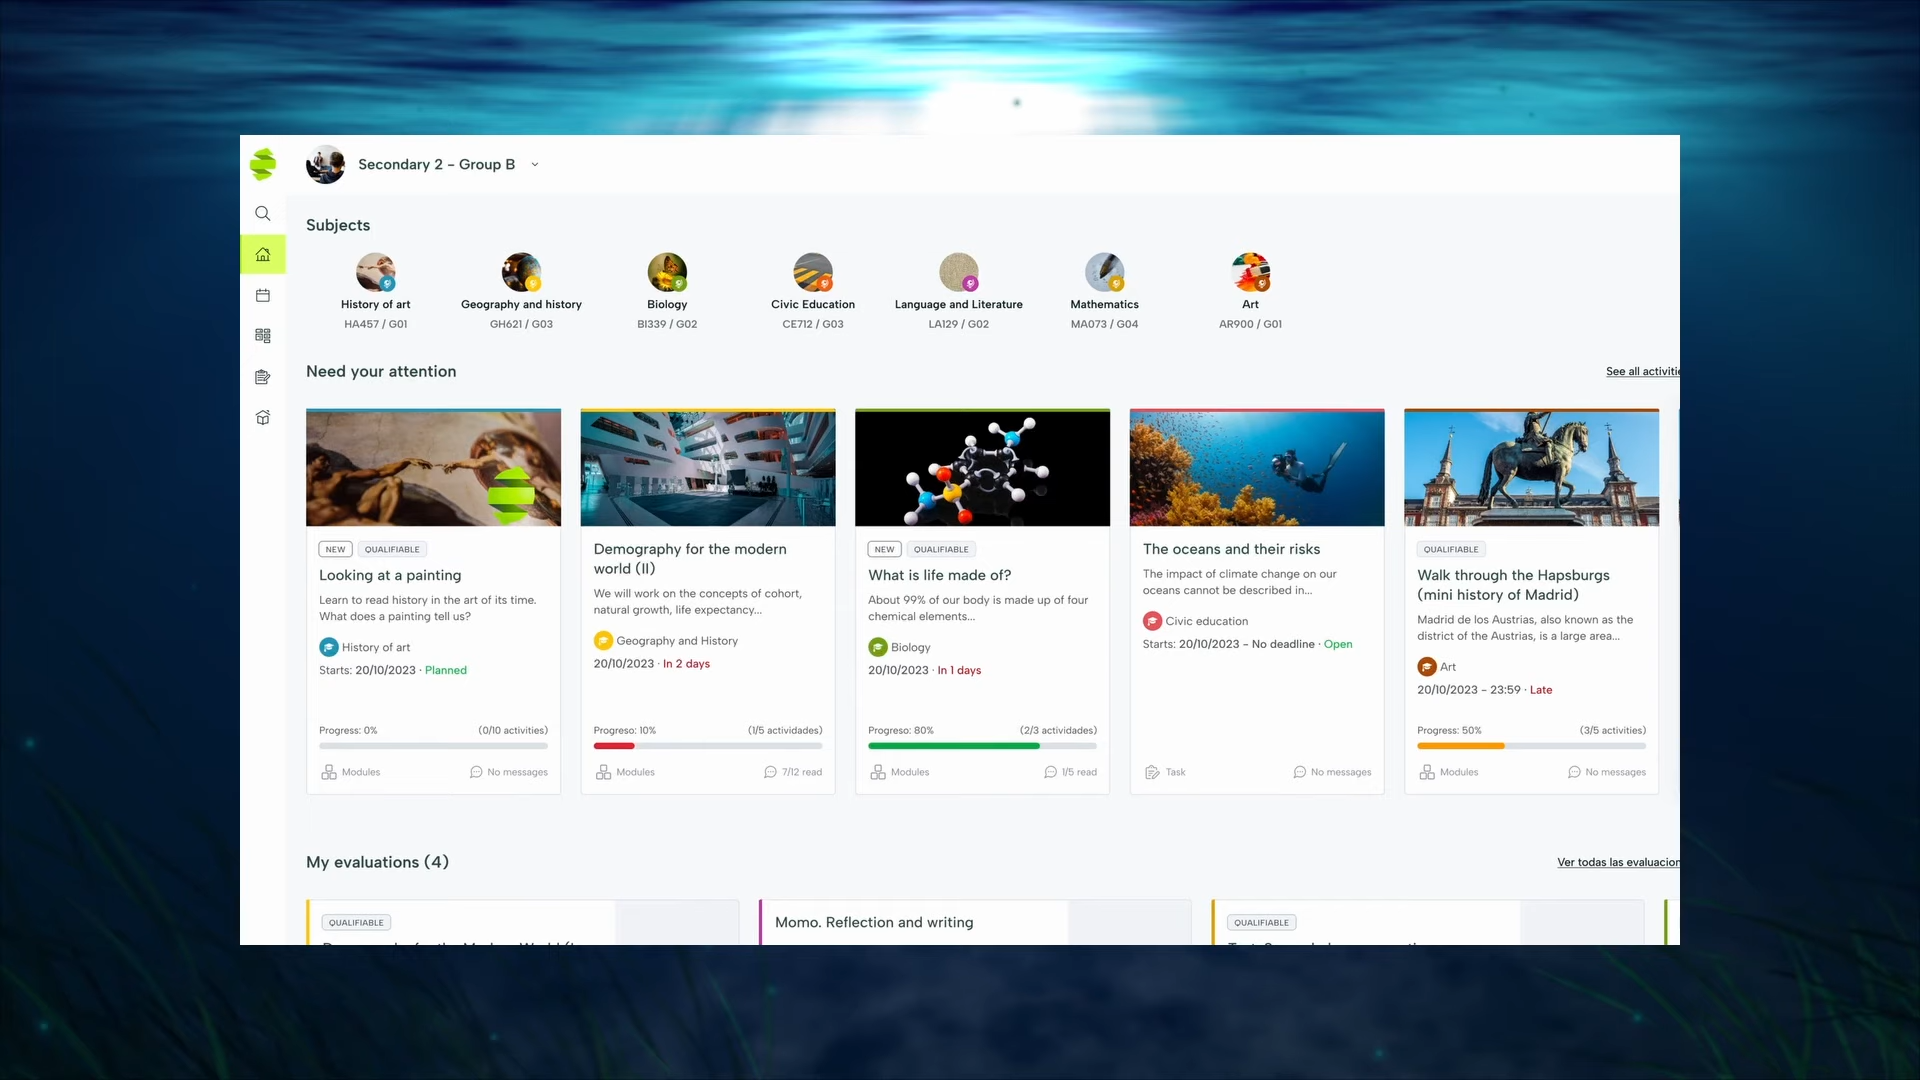 Secondary 2 - Group B
Subjects
History of art
HA457 / G01
Geography and history
GH621 / G03
Biology
BI339 / G02
Civic Education
CE712 / G03
Language and Literature
LA129 / G02
Mathematics
MA073 / G04
Art
AR900 / G01
Need your attention
See all activitie
NEW
QUALIFIABLE
Looking at a painting
Learn to read history in the art of its time.
What does a painting tell us?
History of art
Starts: 20/10/2023 · Planned
Progress: 0%
(0/10 activities)
Modules
No messages
Demography for the modern
world (II)
We will work on the concepts of cohort,
natural growth, life expectancy...
Geography and History
20/10/2023 · In 2 days
Progreso: 10%
(1/5 actividades)
Modules
7/12 read
NEW
QUALIFIABLE
What is life made of?
About 99% of our body is made up of four
chemical elements...
Biology
20/10/2023 · In 1 days
Progreso: 80%
(2/3 actividades)
Modules
1/5 read
The oceans and their risks
The impact of climate change on our
oceans cannot be described in...
Civic education
Starts: 20/10/2023 - No deadline · Open
Task
No messages
QUALIFIABLE
Walk through the Hapsburgs
(mini history of Madrid)
Madrid de los Austrias, also known as the
district of the Austrias, is a large area...
Art
20/10/2023 - 23:59 · Late
Progress: 50%
(3/5 activities)
Modules
No messages
My evaluations (4)
Ver todas las evaluacion
QUALIFIABLE
Momo. Reflection and writing
QUALIFIABLE